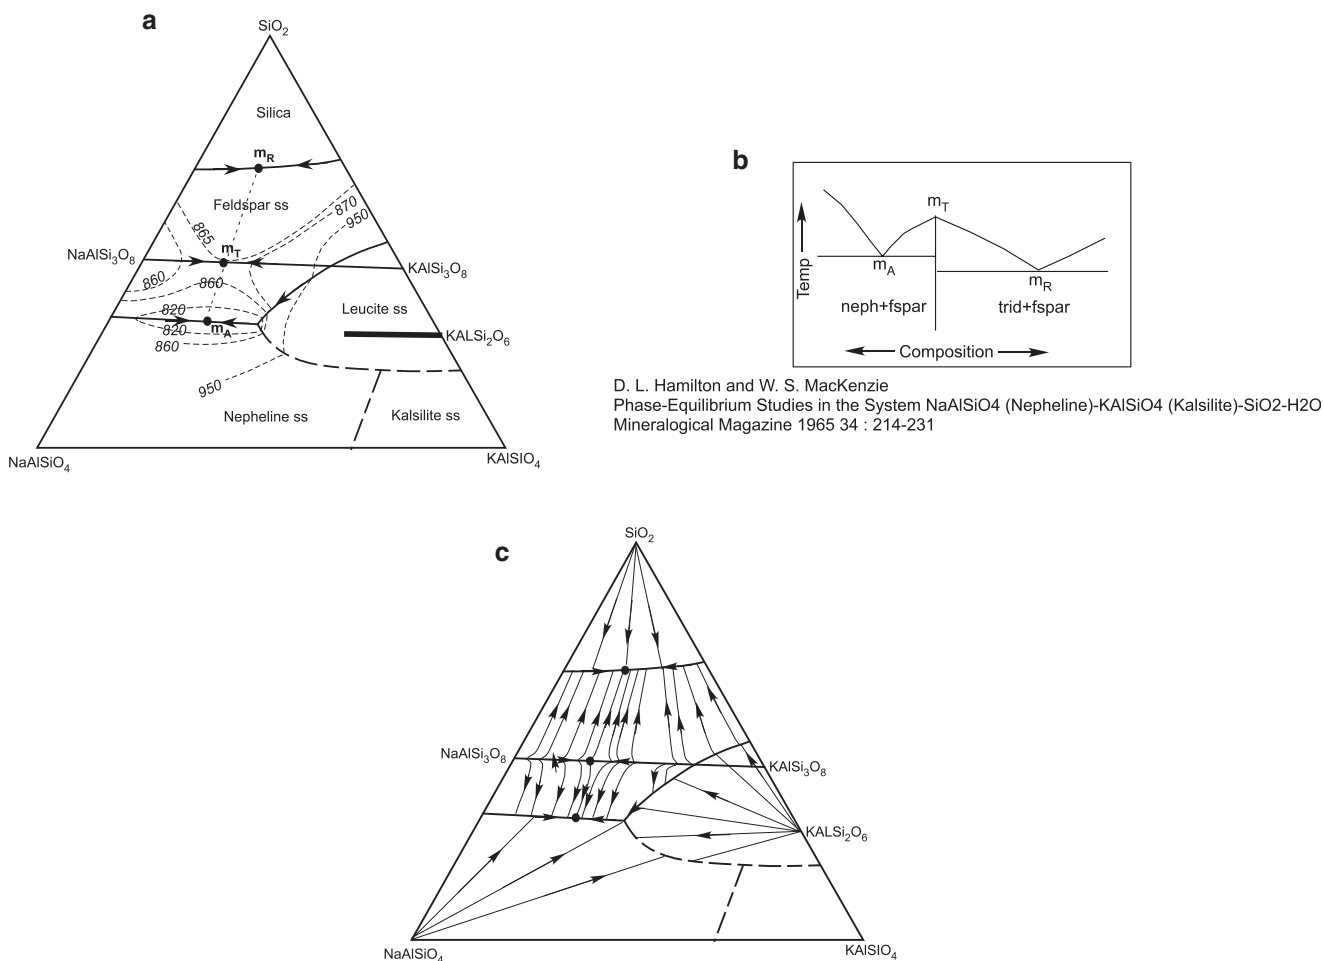 a
SiO2
Silica
mR
Feldspar ss
870
950
865
mT
NaAlSi3O8
KAlSi3O8
860
860
Leucite ss
820
mA
820
KALSi2O6
860
950
Nepheline ss
Kalsilite ss
NaAlSiO4
KAlSIO4
b
Temp
mT
mA
mR
neph+fspar
trid+fspar
Composition
D. L. Hamilton and W. S. MacKenzie
Phase-Equilibrium Studies in the System NaAlSiO4 (Nepheline)-KAlSiO4 (Kalsilite)-SiO2-H2O
Mineralogical Magazine 1965 34 : 214-231
c
SiO2
NaAlSi3O8
KAlSi3O8
KALSi2O6
NaAlSiO4
KAlSIO4